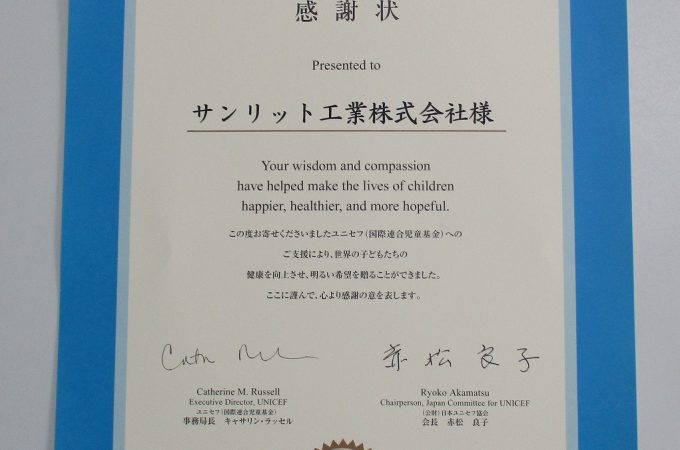 感謝状
Presented to
サンリット工業株式会社様
Your wisdom and compassion
have helped make the lives of children
happier, healthier, and more hopeful.
この度お寄せくださいましたユニセフ(国際連合児童基金)への
ご支援により、世界の子どもたちの
健康を向上させ、明るい希望を贈ることができました。
ここに謹んで、心より感謝の意を表します。
赤松良子
Catherine M. Russell
Executive Director, UNICEF
ユニセフ(国際連合児童基金)
事務局長 キャサリン・ラッセル
Ryoko Akamatsu
Chairperson, Japan Committee for UNICEF
(公財)日本ユニセフ協会
会長 赤松 良子